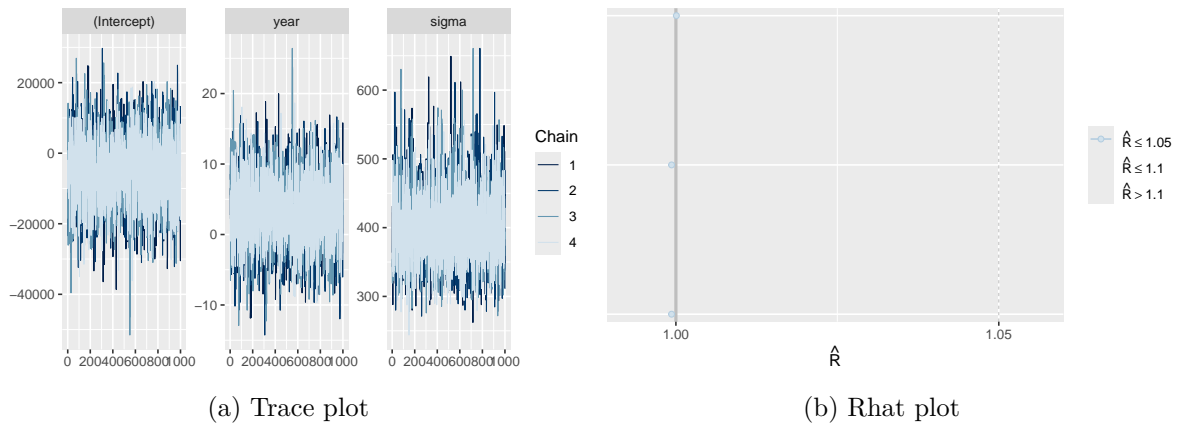 (Intercept) year sigma
20000
0
−20000
−40000
20
10
0
−10
600
500
400
300
0 2004006008001000 0 2004006008001000 0 2004006008001000
Chain
1
2
3
4
R̂ ≤ 1.05
R̂ ≤ 1.1
R̂ > 1.1
1.00 1.05
R̂
(a) Trace plot
(b) Rhat plot